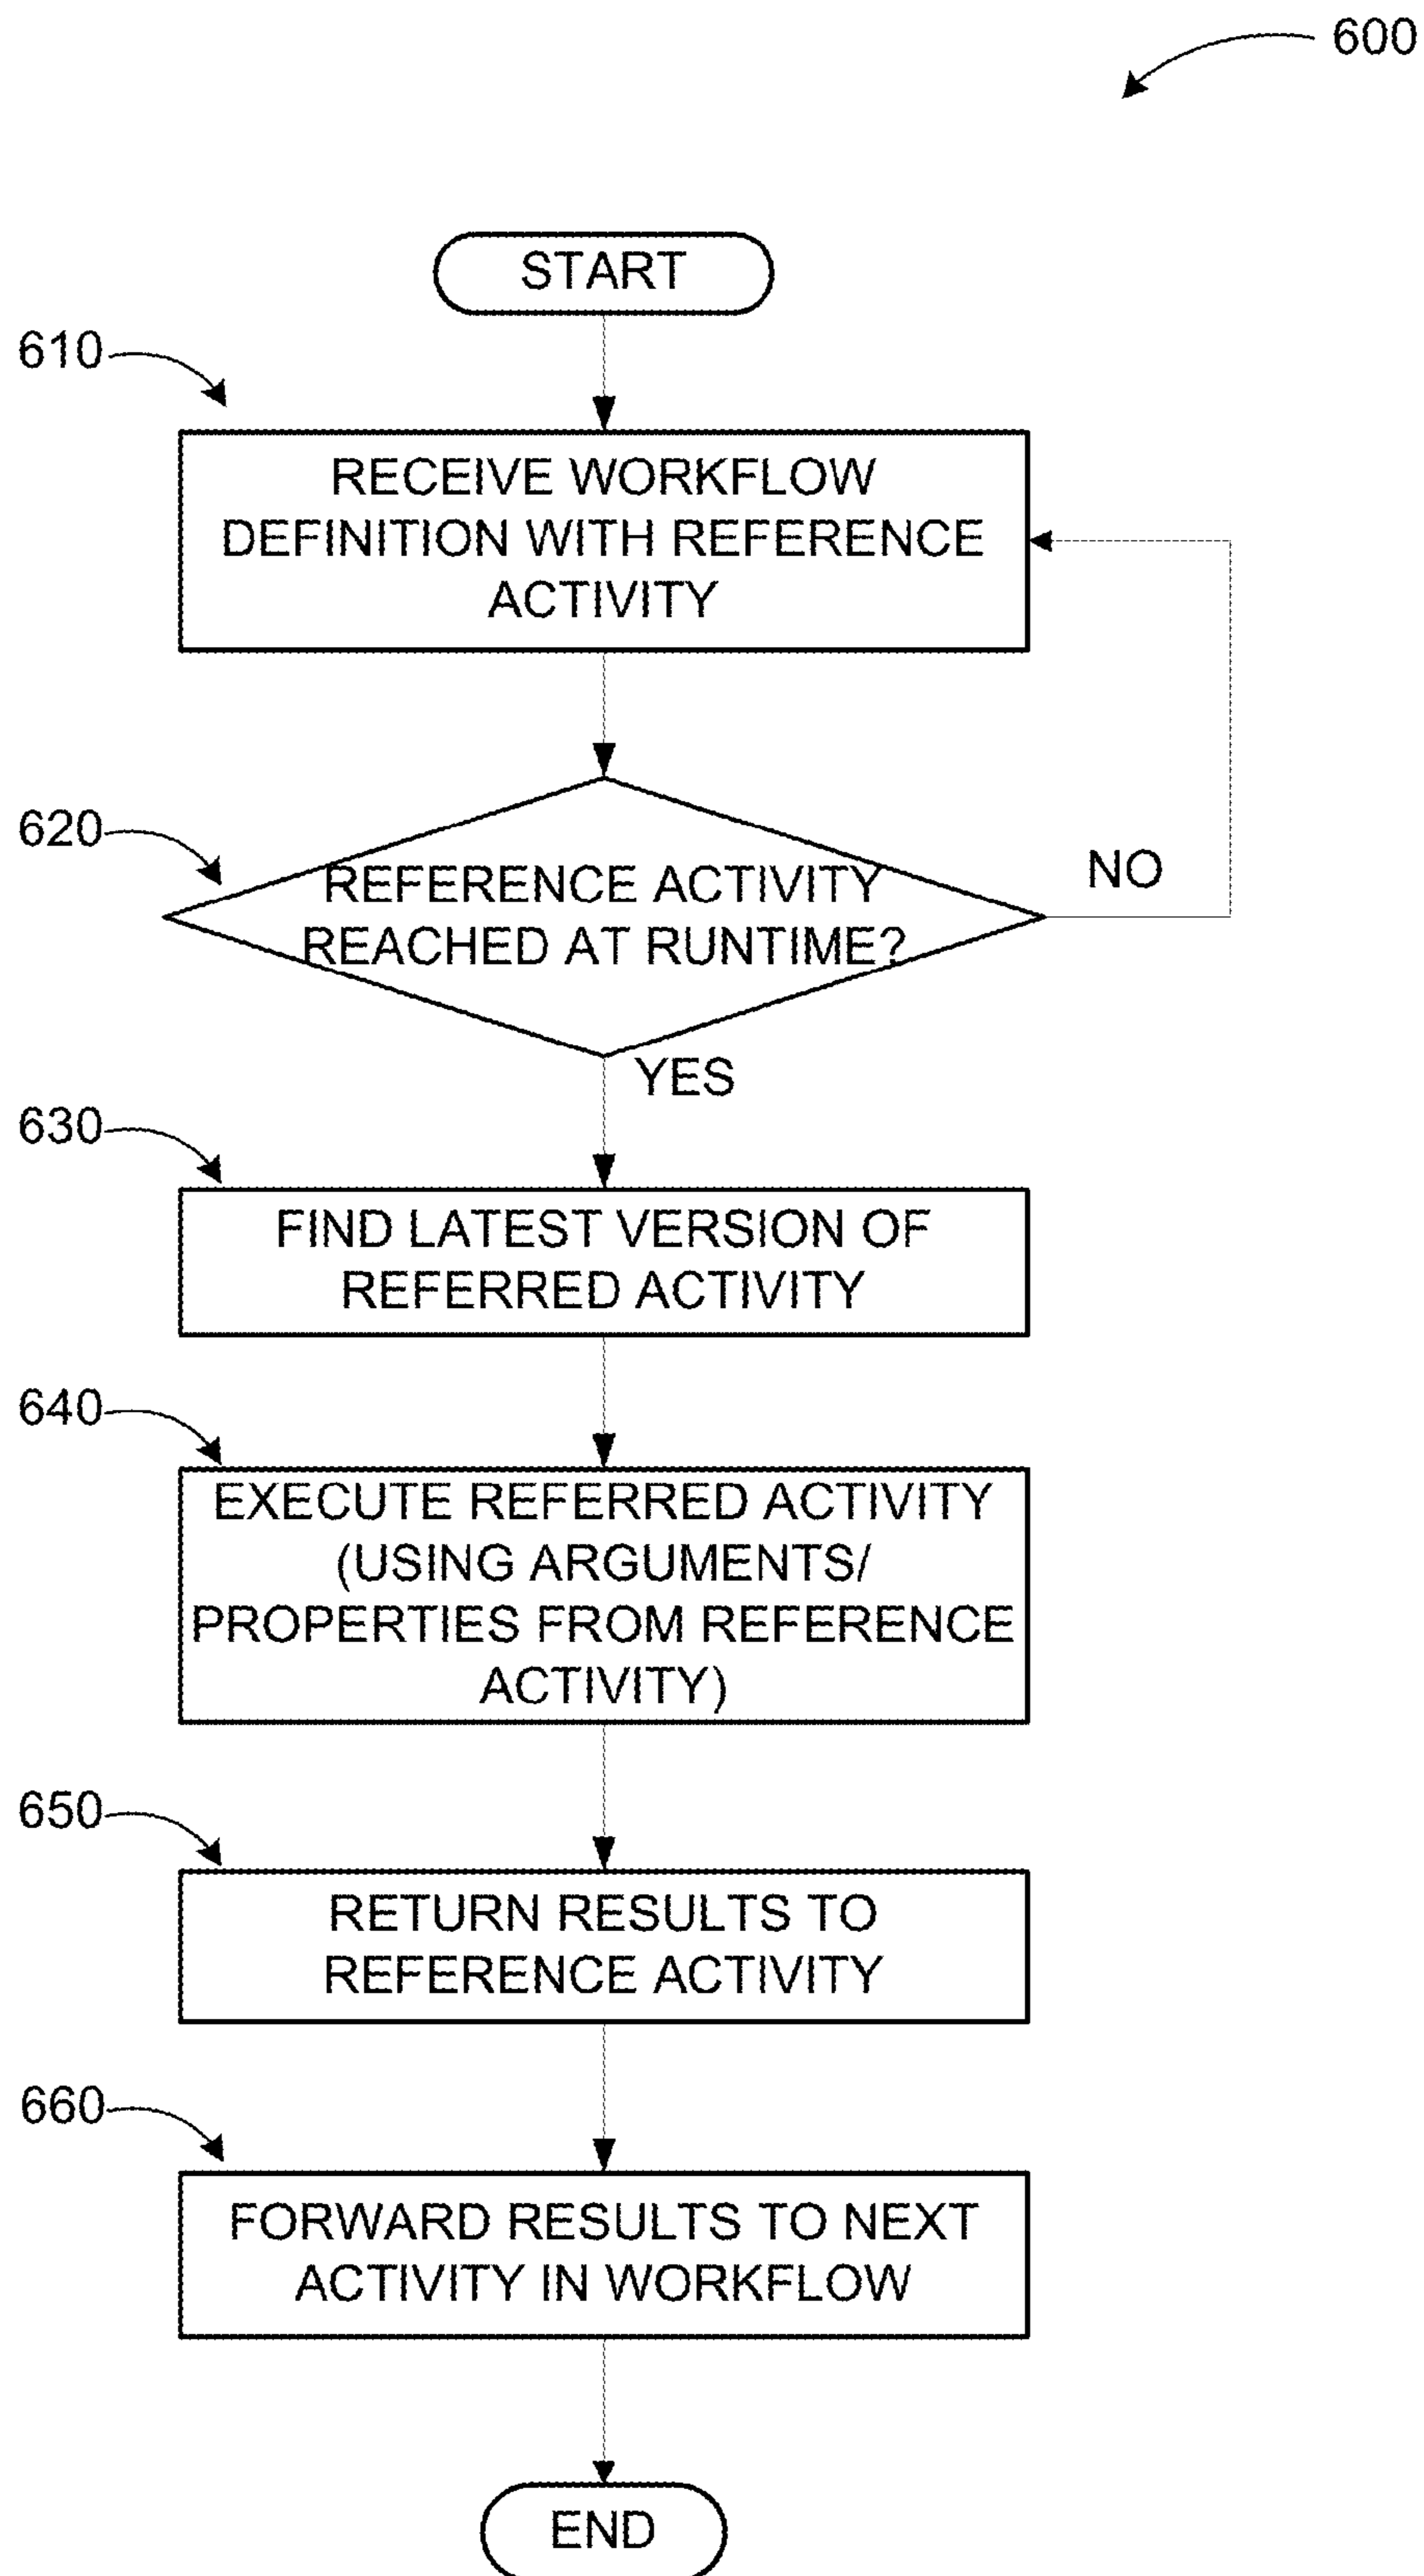 600
START
610
RECEIVE WORKFLOW
DEFINITION WITH REFERENCE
ACTIVITY
620
REFERENCE ACTIVITY
REACHED AT RUNTIME?
NO
YES
630
FIND LATEST VERSION OF
REFERRED ACTIVITY
640
EXECUTE REFERRED ACTIVITY
(USING ARGUMENTS/
PROPERTIES FROM REFERENCE
ACTIVITY)
650
RETURN RESULTS TO
REFERENCE ACTIVITY
660
FORWARD RESULTS TO NEXT
ACTIVITY IN WORKFLOW
END